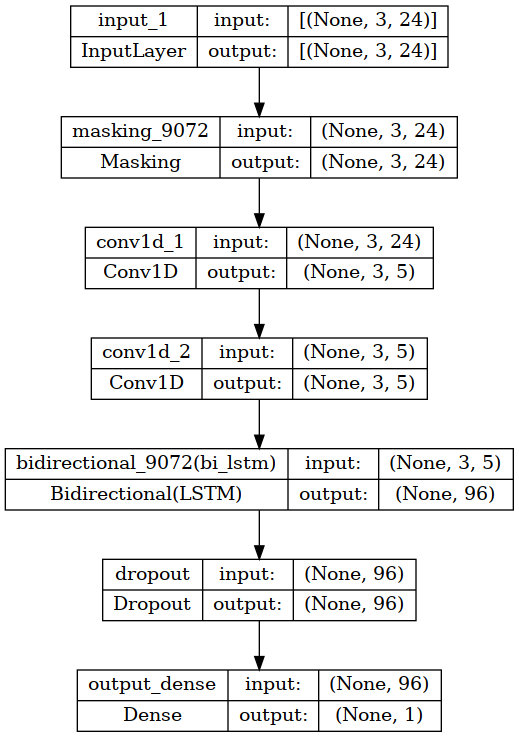 input_1 input: [(None, 3, 24)]
InputLayer output: [(None, 3, 24)]
masking_9072 input: (None, 3, 24)
Masking output: (None, 3, 24)
conv1d_1 input: (None, 3, 24)
Conv1D output: (None, 3, 5)
conv1d_2 input: (None, 3, 5)
Conv1D output: (None, 3, 5)
bidirectional_9072(bi_lstm) input: (None, 3, 5)
Bidirectional(LSTM) output: (None, 96)
dropout input: (None, 96)
Dropout output: (None, 96)
output_dense input: (None, 96)
Dense output: (None, 1)